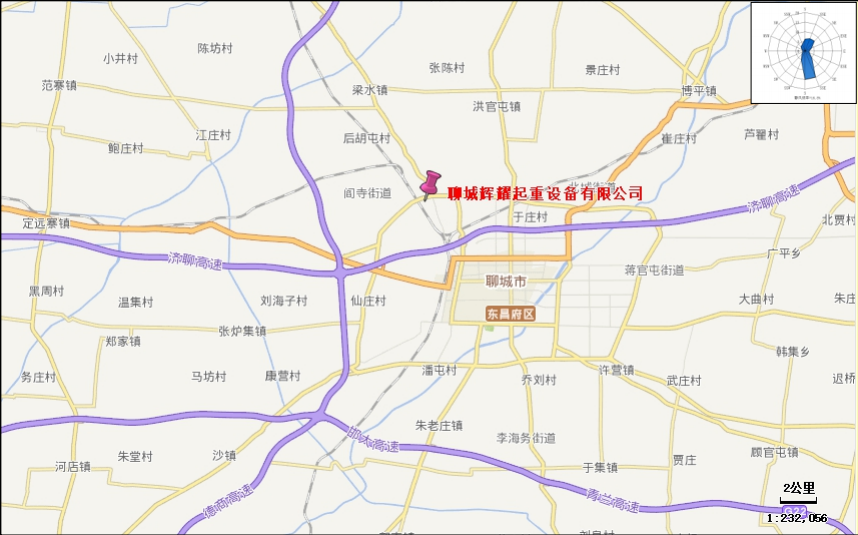 小井村
陈坊村
张陈村
景庄村
范寨镇
梁水镇
博平镇
洪官屯镇
江庄村
后胡屯村
崔庄村
芦翟村
鲍庄村
阎寺街道
聊城辉耀起重设备有限公司
济聊高速
定远寨镇
于庄村
北贾村
济聊高速
广平乡
蒋官屯街道
聊城市
黑周村
温集村
刘海子村
仙庄村
大曲村
朱庄
东昌府区
张炉集镇
郑家镇
韩集乡
务庄村
马坊村
康营村
潘屯村
乔刘村
许营镇
武庄村
迟桥
朱老庄镇
邯大高速
李海务街道
朱堂村
沙镇
顾官屯镇
河店镇
于集镇
贾庄
2公里
德商高速
青兰高速
G22
1:232,056